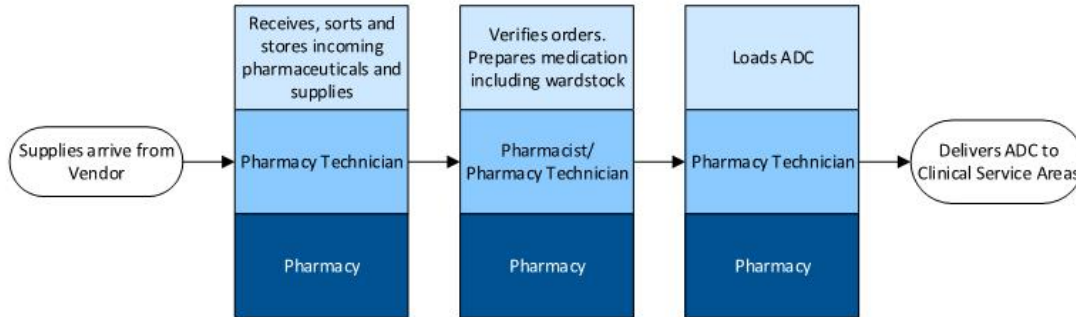 Supplies arrive from
Vendor
Receives, sorts and
stores incoming
pharmaceuticals and
supplies
Pharmacy Technician
Pharmacy
Verifies orders.
Prepares medication
including wardstock
Pharmacist/
Pharmacy Technician
Pharmacy
Loads ADC
Pharmacy Technician
Pharmacy
Delivers ADC to
Clinical Service Areas